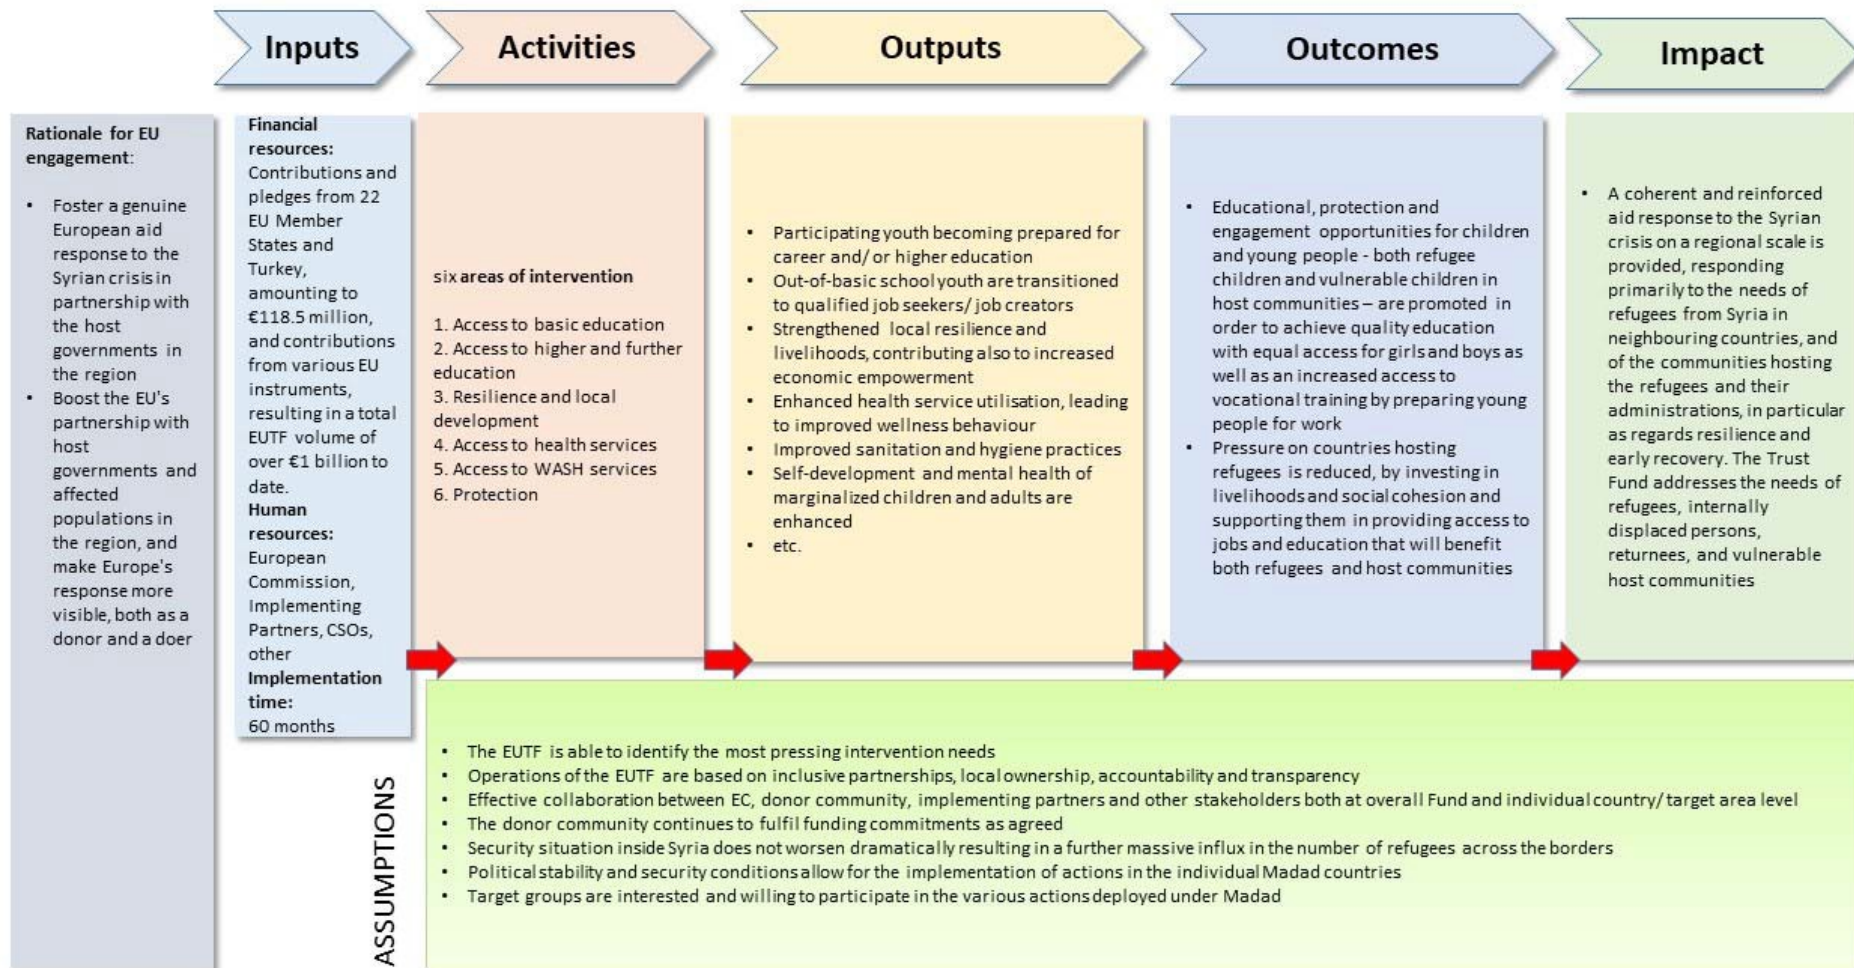 Inputs
Activities
Outputs
Outcomes
Impact
Rationale for EU
engagement:
• Foster a genuine
European aid
response to the
Syrian crisis in
partnership with
the host
governments in
the region
• Boost the EU's
partnership with
host
governments and
affected
populations in
the region, and
make Europe's
response more
visible, both as a
donor and a doer
Financial
resources:
Contributions and
pledges from 22
EU Member
States and
Turkey,
amounting to
€118.5 million,
and contributions
from various EU
instruments,
resulting in a total
EUTF volume of
over €1 billion to
date.
Human
resources:
European
Commission,
Implementing
Partners, CSOs,
other
Implementation
time:
60 months
six areas of intervention
1. Access to basic education
2. Access to higher and further
education
3. Resilience and local
development
4. Access to health services
5. Access to WASH services
6. Protection
• Participating youth becoming prepared for
career and/ or higher education
• Out-of-basic school youth are transitioned
to qualified job seekers/ job creators
• Strengthened local resilience and
livelihoods, contributing also to increased
economic empowerment
• Enhanced health service utilisation, leading
to improved wellness behaviour
• Improved sanitation and hygiene practices
• Self-development and mental health of
marginalized children and adults are
enhanced
• etc.
• Educational, protection and
engagement opportunities for children
and young people - both refugee
children and vulnerable children in
host communities – are promoted in
order to achieve quality education
with equal access for girls and boys as
well as an increased access to
vocational training by preparing young
people for work
• Pressure on countries hosting
refugees is reduced, by investing in
livelihoods and social cohesion and
supporting them in providing access to
jobs and education that will benefit
both refugees and host communities
• A coherent and reinforced
aid response to the Syrian
crisis on a regional scale is
provided, responding
primarily to the needs of
refugees from Syria in
neighbouring countries, and
of the communities hosting
the refugees and their
administrations, in particular
as regards resilience and
early recovery. The Trust
Fund addresses the needs of
refugees, internally
displaced persons,
returnees, and vulnerable
host communities
ASSUMPTIONS
• The EUTF is able to identify the most pressing intervention needs
• Operations of the EUTF are based on inclusive partnerships, local ownership, accountability and transparency
• Effective collaboration between EC, donor community, implementing partners and other stakeholders both at overall Fund and individual country/ target area level
• The donor community continues to fulfil funding commitments as agreed
• Security situation inside Syria does not worsen dramatically resulting in a further massive influx in the number of refugees across the borders
• Political stability and security conditions allow for the implementation of actions in the individual Madad countries
• Target groups are interested and willing to participate in the various actions deployed under Madad